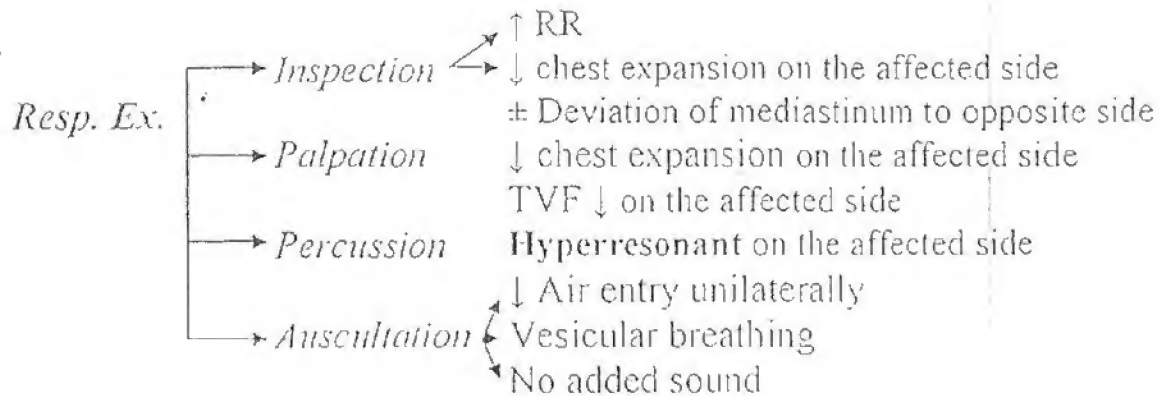 ↑ RR
Inspection ↓ chest expansion on the affected side
Resp. Ex. ± Deviation of mediastinum to opposite side
Palpation ↓ chest expansion on the affected side
TVF ↓ on the affected side
Percussion Hyperresonant on the affected side
↓ Air entry unilaterally
Auscultation Vesicular breathing
No added sound